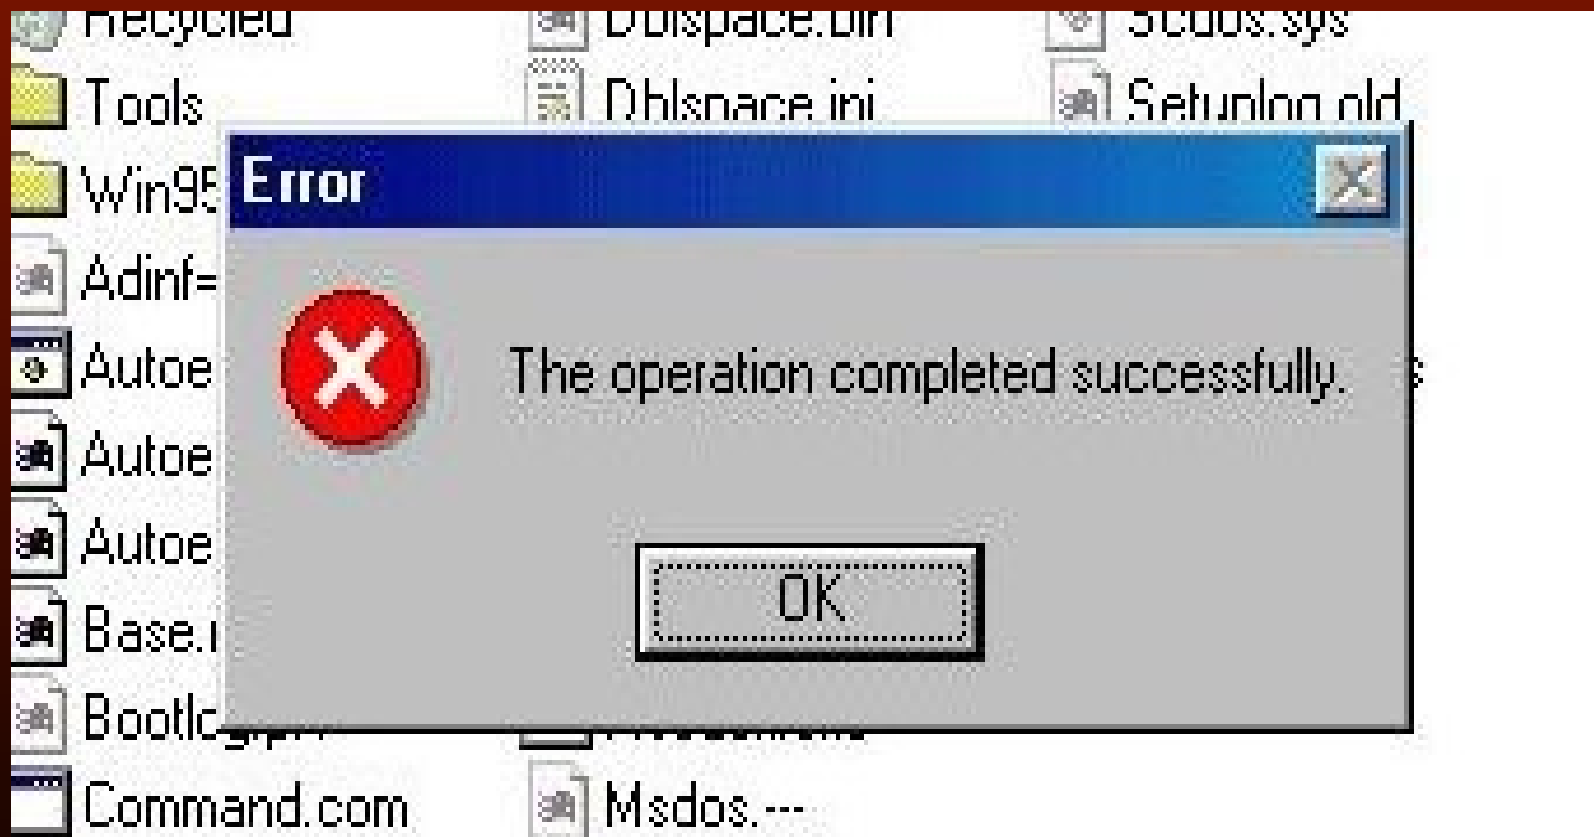 Recycled
Tools
Win95
Adinf=
Autoe
Autoe
Autoe
Base.
Command.com
Dblspace.bin
Dblspace.ini
Msdos.---
Scdos.sys
Setuplog.old
Error
The operation completed successfully.
OK